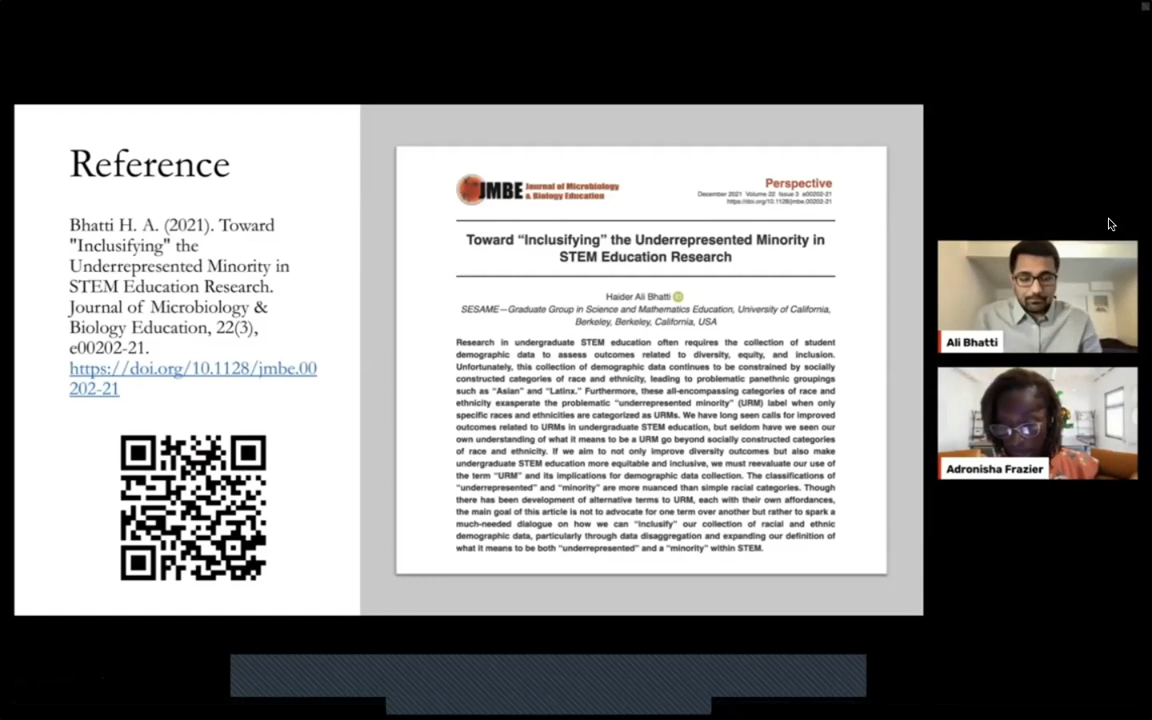 Reference
Bhatti H. A. (2021). Toward
"Inclusifying" the
Underrepresented Minority in
STEM Education Research.
Journal of Microbiology &
Biology Education, 22(3),
e00202-21.
https://doi.org/10.1128/jmbe.00
202-21
JMBE Journal of Microbiology
& Biology Education
Perspective
December 2021 Volume 22 Issue 3 e00202-21
https://doi.org/10.1128/jmbe.00202-21
Toward “Inclusifying” the Underrepresented Minority in
STEM Education Research
Haider Ali Bhatti iD
SESAME—Graduate Group in Science and Mathematics Education, University of California,
Berkeley, Berkeley, California, USA
Research in undergraduate STEM education often requires the collection of student
demographic data to assess outcomes related to diversity, equity, and inclusion.
Unfortunately, this collection of demographic data continues to be constrained by socially
constructed categories of race and ethnicity, leading to problematic panethnic groupings
such as “Asian” and “Latinx.” Furthermore, these all-encompassing categories of race and
ethnicity exasperate the problematic “underrepresented minority” (URM) label when only
specific races and ethnicities are categorized as URMs. We have long seen calls for improved
outcomes related to URMs in undergraduate STEM education, but seldom have we seen our
own understanding of what it means to be a URM go beyond socially constructed categories
of race and ethnicity. If we aim to not only improve diversity outcomes but also make
undergraduate STEM education more equitable and inclusive, we must reevaluate our use of
the term “URM” and its implications for demographic data collection. The classifications of
“underrepresented” and “minority” are more nuanced than simple racial categories. Though
there has been development of alternative terms to URM, each with their own affordances,
the main goal of this article is not to advocate for one term over another but rather to spark a
much-needed dialogue on how we can “Inclusify” our collection of racial and ethnic
demographic data, particularly through data disaggregation and expanding our definition of
what it means to be both “underrepresented” and a “minority” within STEM.
Ali Bhatti
Adronisha Frazier